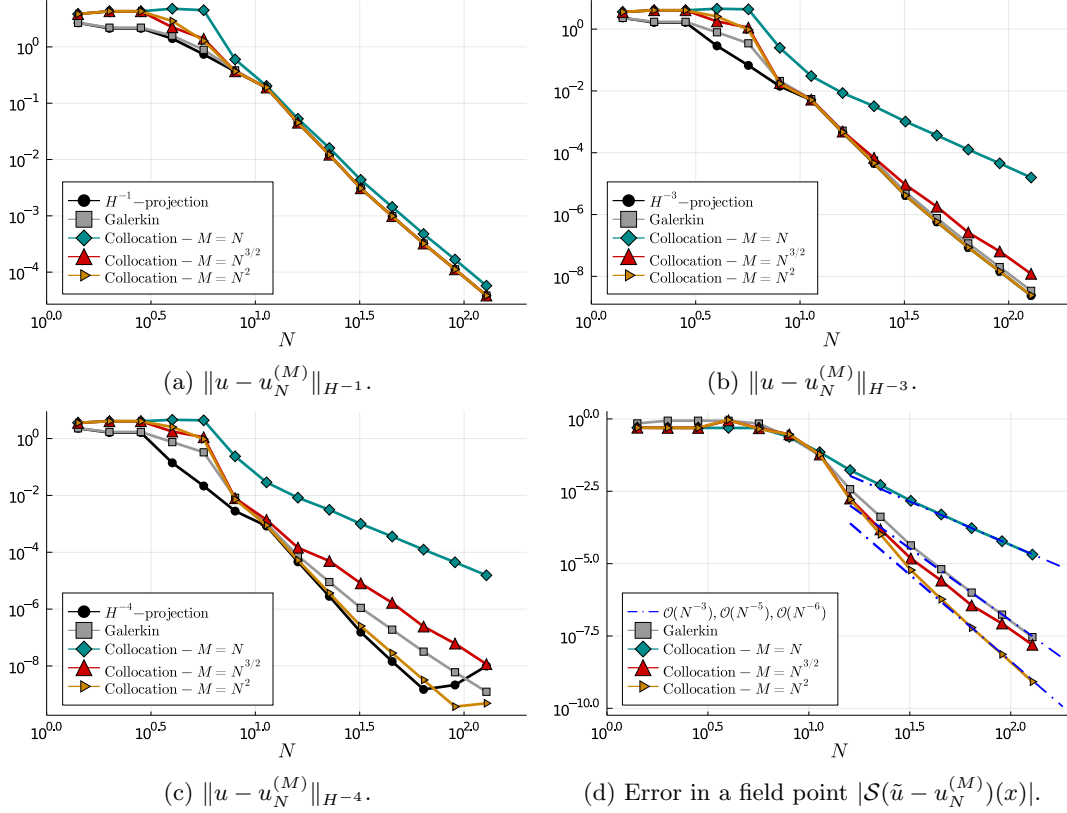 10^0
10^{-1}
10^{-2}
10^{-3}
10^{-4}
H^{-1}−projection
Galerkin
Collocation − M = N
Collocation − M = N^{3/2}
Collocation − M = N^2
10^{0.0} 10^{0.5} 10^{1.0} 10^{1.5} 10^{2.0}
N
(a) ∥u − u_N^{(M)}∥_{H^{-1}}.
10^0
10^{-2}
10^{-4}
10^{-6}
10^{-8}
H^{-3}−projection
Galerkin
Collocation − M = N
Collocation − M = N^{3/2}
Collocation − M = N^2
10^{0.0} 10^{0.5} 10^{1.0} 10^{1.5} 10^{2.0}
N
(b) ∥u − u_N^{(M)}∥_{H^{-3}}.
10^0
10^{-2}
10^{-4}
10^{-6}
10^{-8}
H^{-4}−projection
Galerkin
Collocation − M = N
Collocation − M = N^{3/2}
Collocation − M = N^2
10^{0.0} 10^{0.5} 10^{1.0} 10^{1.5} 10^{2.0}
N
(c) ∥u − u_N^{(M)}∥_{H^{-4}}.
10^{0.0}
10^{-2.5}
10^{-5.0}
10^{-7.5}
10^{-10.0}
𝒪(N^{-3}), 𝒪(N^{-5}), 𝒪(N^{-6})
Galerkin
Collocation − M = N
Collocation − M = N^{3/2}
Collocation − M = N^2
10^{0.0} 10^{0.5} 10^{1.0} 10^{1.5} 10^{2.0}
N
(d) Error in a field point |𝒮(ũ − u_N^{(M)})(x)|.